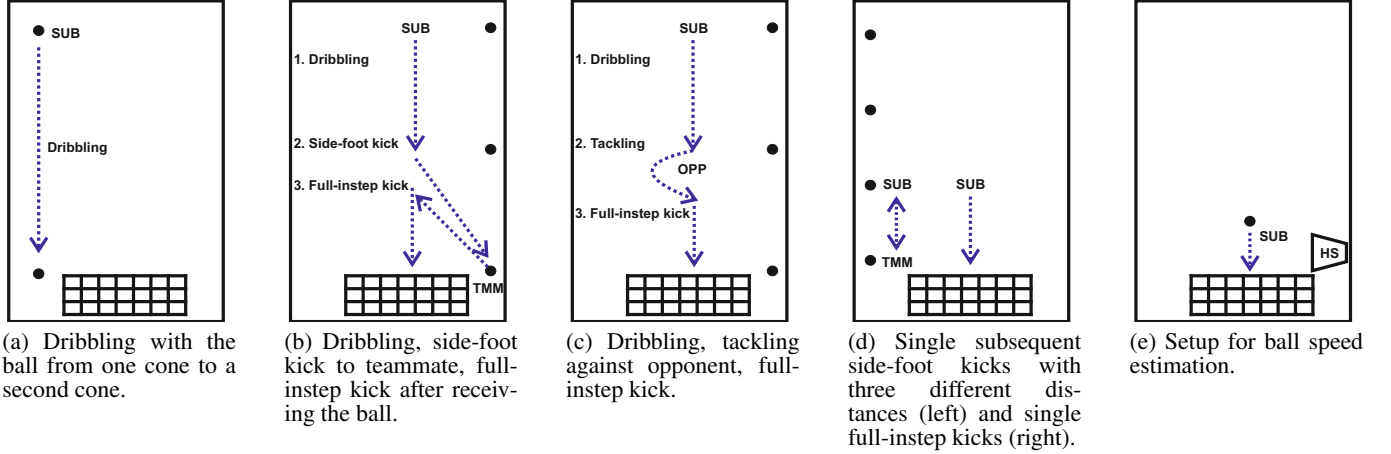 SUB
Dribbling
(a) Dribbling with the
ball from one cone to a
second cone.
SUB
1. Dribbling
2. Side-foot kick
3. Full-instep kick
TMM
(b) Dribbling, side-foot
kick to teammate, full-
instep kick after receiv-
ing the ball.
SUB
1. Dribbling
2. Tackling
OPP
3. Full-instep kick
(c) Dribbling, tackling
against opponent, full-
instep kick.
SUB SUB
TMM
(d) Single subsequent
side-foot kicks with
three different dis-
tances (left) and single
full-instep kicks (right).
SUB
HS
(e) Setup for ball speed
estimation.